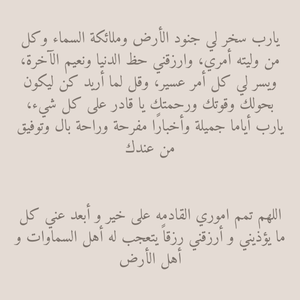 يارب سخر لي جنود الأرض وملائكة السماء وكل
من وليته أمري، وارزقني حظ الدنيا ونعيم الآخرة،
ويسر لي كل أمر عسير، وقل لما أريد كن ليكون
بحولك وقوتك ورحمتك يا قادر على كل شيء،
يارب أياما جميلة وأخبارًا مفرحة وراحة بال وتوفيق
من عندك
اللهم تمم اموري القادمه على خير و أبعد عني كل
ما يؤذيني و أرزقني رزقاً يتعجب له أهل السماوات و
أهل الأرض